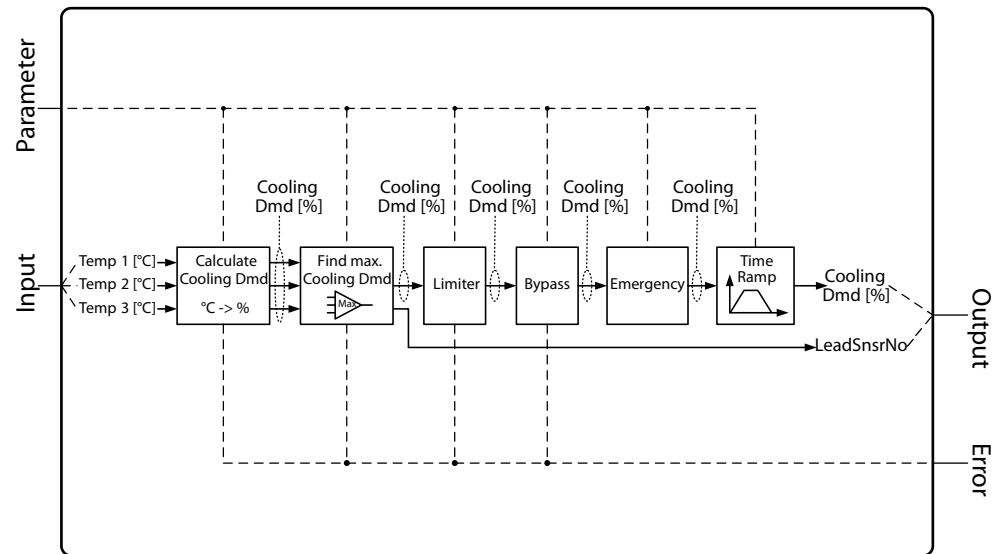 Parameter
Input
Cooling
Dmd [%]
Cooling
Dmd [%]
Cooling
Dmd [%]
Cooling
Dmd [%]
Cooling
Dmd [%]
Temp 1 [°C]
Temp 2 [°C]
Temp 3 [°C]
Calculate
Cooling Dmd
°C -> %
Find max.
Cooling Dmd
Max
Limiter
Bypass
Emergency
Time
Ramp
Cooling
Dmd [%]
LeadSnsrNo
Output
Error